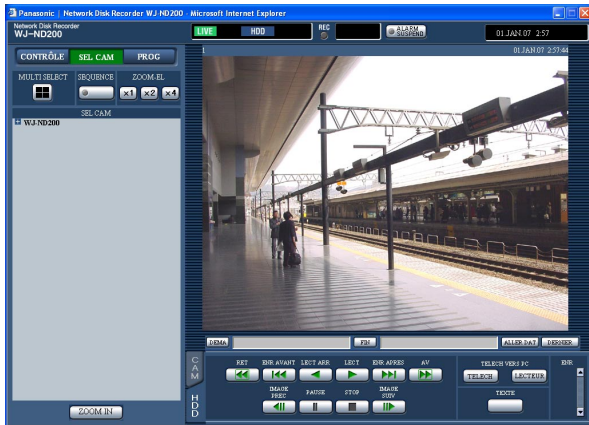 Panasonic | Network Disk Recorder WJ-ND200 - Microsoft Internet Explorer
Network Disk Recorder
WJ-ND200
LIVE HDD REC ALARM SUSPEND 01.JAN.07 2:57
CONTRÔLE SEL CAM PROG
1 01.JAN.07 2:57:44
MULTI SELECT SEQUENCE ZOOM-EL
x1 x2 x4
SEL CAM
WJ-ND200
ZOOM IN
DEMA FIN ALLER DAT DERNIER
CAM
HDD
RET ENR AVANT LECT ARR LECT ENR APRES AV
IMAGE PREC PAUSE STOP IMAGE SUIV
TELECH VERS PC
TELECH LECTEUR
TEXTE
ENR